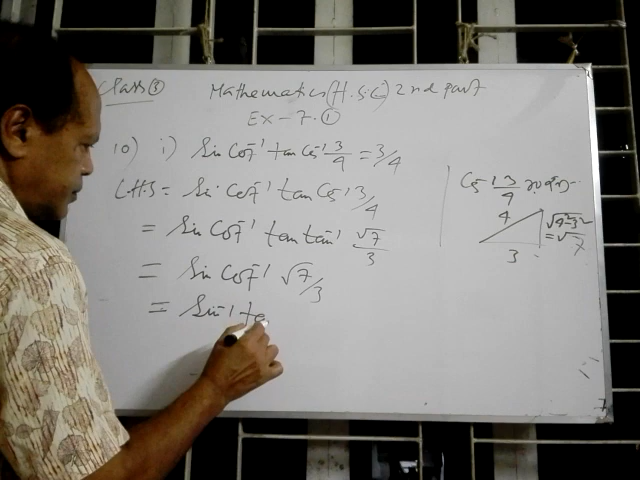 Class ①
Mathematics (H.S.C) 2nd part
Ex-7.①
10) i) Sin Cot⁻¹ tan Cos⁻¹ 3/4 = 3/4
L.H.S = Sin Cot⁻¹ tan Cos⁻¹ 3/4
= Sin Cot⁻¹ tan tan⁻¹ √7/3
= Sin Cot⁻¹ √7/3
= Sin⁻¹ ta
Cos⁻¹ 3/4
4
√4²-3²
= √7
3